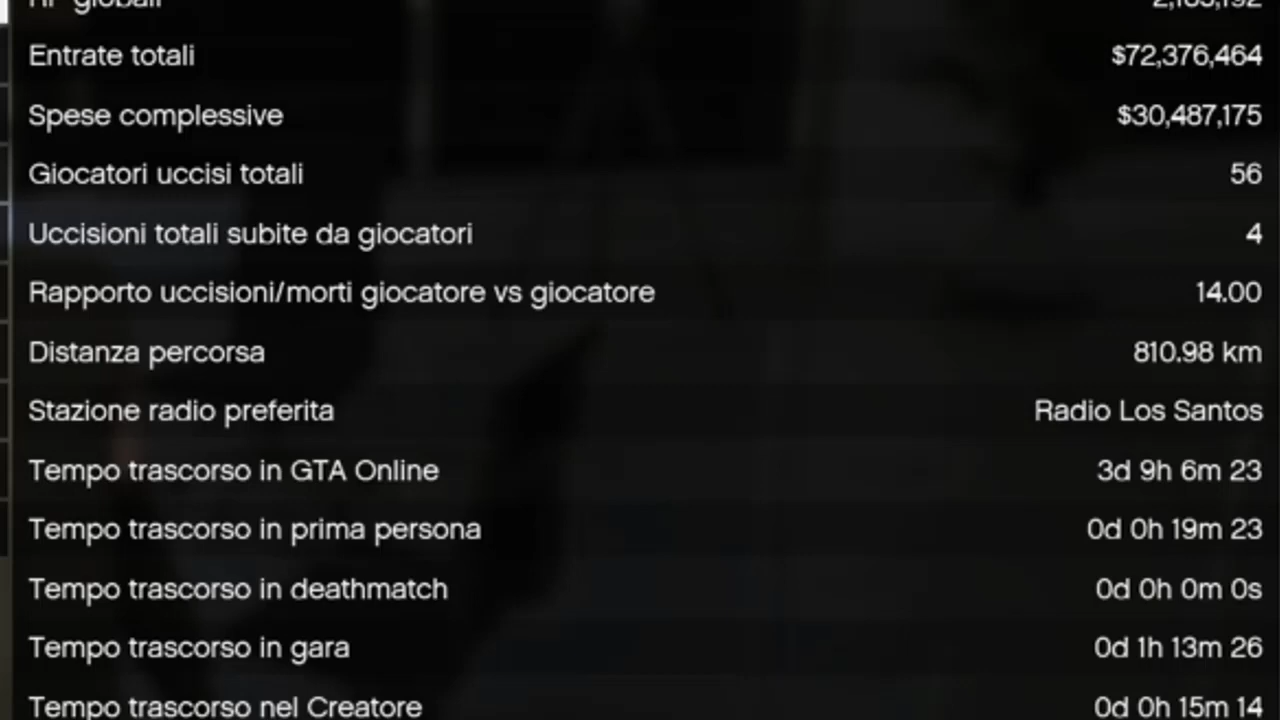 RP globali
Entrate totali $72,376,464
Spese complessive $30,487,175
Giocatori uccisi totali 56
Uccisioni totali subite da giocatori 4
Rapporto uccisioni/morti giocatore vs giocatore 14.00
Distanza percorsa 810.98 km
Stazione radio preferita Radio Los Santos
Tempo trascorso in GTA Online 3d 9h 6m 23
Tempo trascorso in prima persona 0d 0h 19m 23
Tempo trascorso in deathmatch 0d 0h 0m 0s
Tempo trascorso in gara 0d 1h 13m 26
Tempo trascorso nel Creatore 0d 0h 15m 14